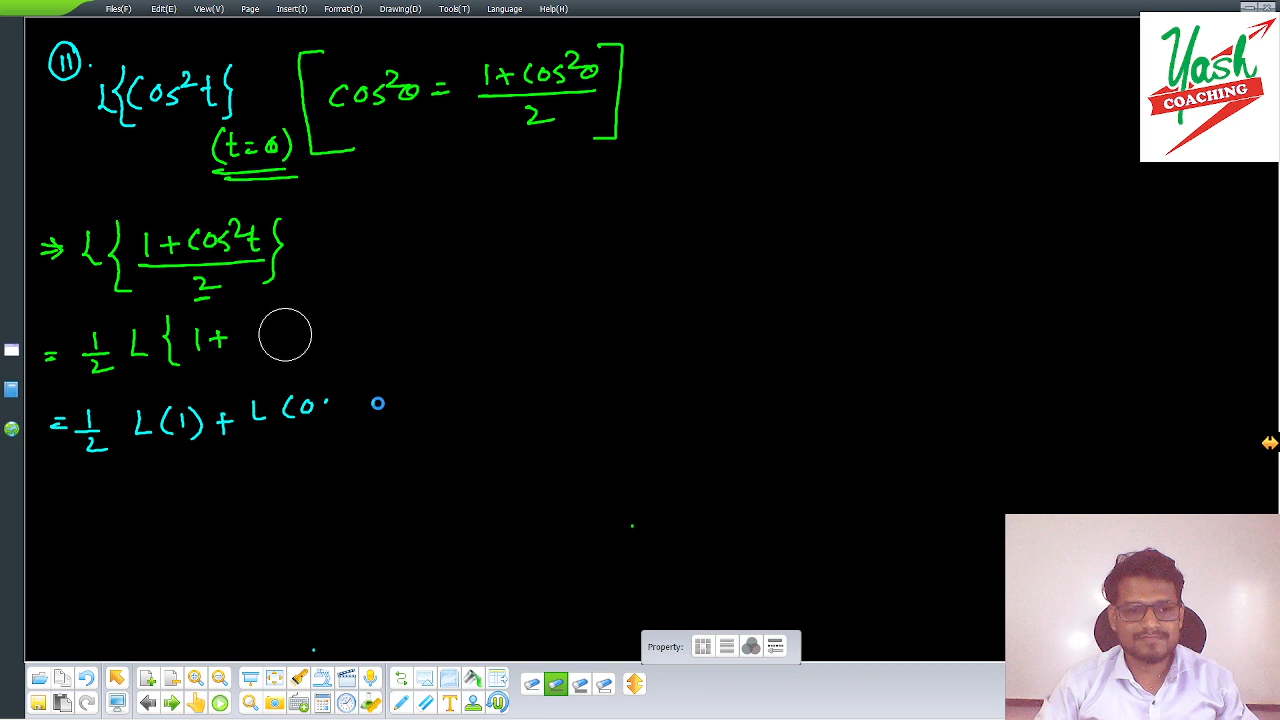 Files(F) Edit(E) View(V) Page Insert(I) Format(O) Drawing(D) Tools(T) Language Help(H)
Yash
COACHING
11. L{Cos²t} [cos²θ = (1+cos²θ)/2]
(t=θ)
⇒ L{(1+cos²t)/2}
= 1/2 L{1+
= 1/2 L(1) + L(o.
Property: